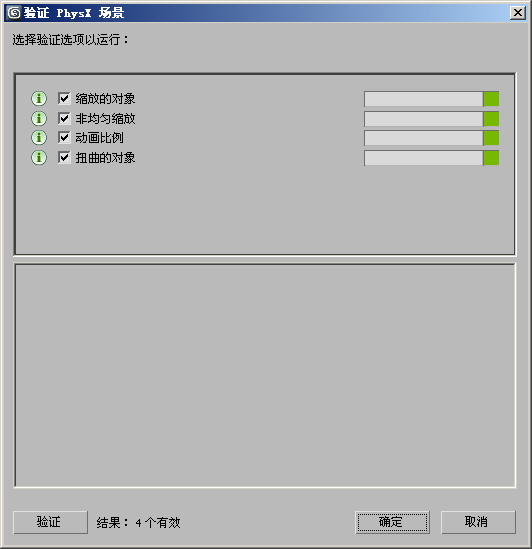 验证 PhysX 场景
选择验证选项以运行：
缩放的对象
非均匀缩放
动画比例
扭曲的对象
验证 结果： 4 个有效 确定 取消